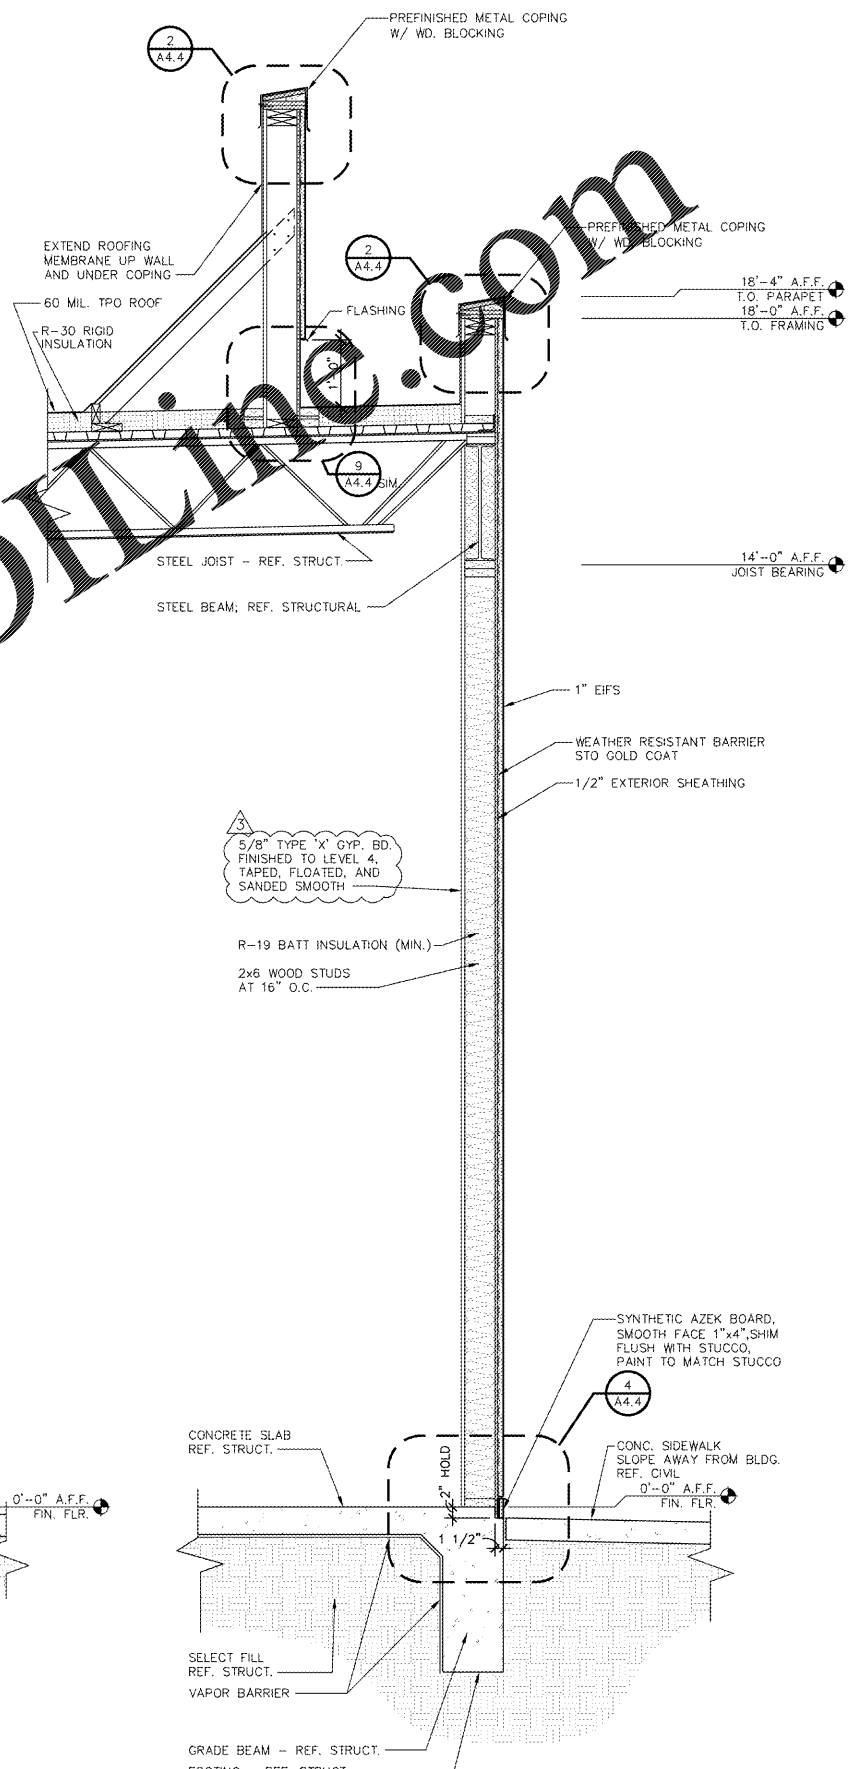 PREFINISHED METAL COPING
W/ WD. BLOCKING
2
A4.4
EXTEND ROOFING
MEMBRANE UP WALL
AND UNDER COPING
2
A4.4
PREFINISHED METAL COPING
W/ WD. BLOCKING
18'-4" A.F.F.
T.O. PARAPET
18'-0" A.F.F.
T.O. FRAMING
60 MIL. TPO ROOF
R-30 RIGID
INSULATION
FLASHING
1'-0"
9
A4.4 SIM.
STEEL JOIST - REF. STRUCT.
STEEL BEAM; REF. STRUCTURAL
14'-0" A.F.F.
JOIST BEARING
1" EIFS
WEATHER RESISTANT BARRIER
STO GOLD COAT
1/2" EXTERIOR SHEATHING
3
5/8" TYPE 'X' GYP. BD.
FINISHED TO LEVEL 4,
TAPED, FLOATED, AND
SANDED SMOOTH
R-19 BATT INSULATION (MIN.)
2x6 WOOD STUDS
AT 16" O.C.
SYNTHETIC AZEK BOARD,
SMOOTH FACE 1"x4",SHIM
FLUSH WITH STUCCO,
PAINT TO MATCH STUCCO
4
A4.4
CONCRETE SLAB
REF. STRUCT.
2" HOLD
CONC. SIDEWALK
SLOPE AWAY FROM BLDG.
REF. CIVIL
0'-0" A.F.F.
FIN. FLR.
0'-0" A.F.F.
FIN. FLR.
1 1/2"
SELECT FILL
REF. STRUCT.
VAPOR BARRIER
GRADE BEAM - REF. STRUCT.
FOOTING - REF. STRUCT.
Line.com